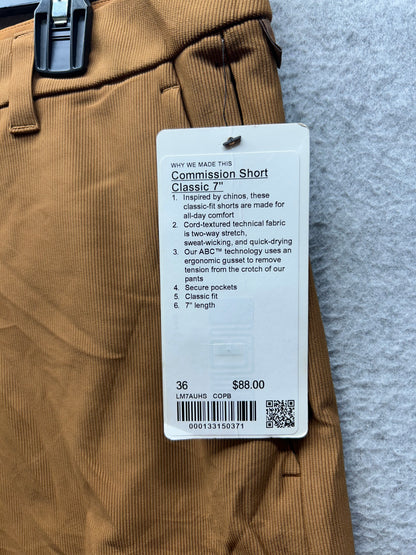 WHY WE MADE THIS
Commission Short
Classic 7"
1. Inspired by chinos, these
classic-fit shorts are made for
all-day comfort
2. Cord-textured technical fabric
is two-way stretch,
sweat-wicking, and quick-drying
3. Our ABC™ technology uses an
ergonomic gusset to remove
tension from the crotch of our
pants
4. Secure pockets
5. Classic fit
6. 7" length
36 $88.00
LM7AUHS COPB
000133150371